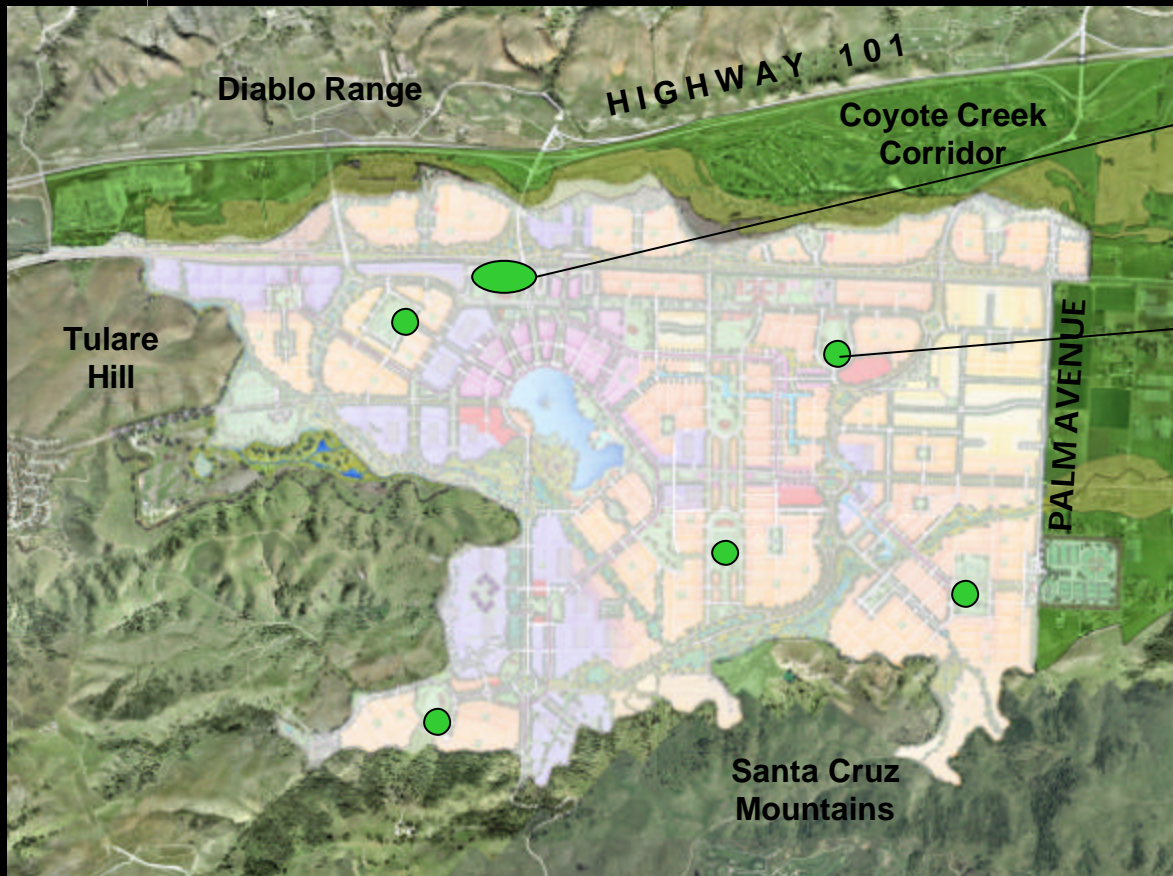 HIGHWAY 101
Diablo Range
Coyote Creek
Corridor
Tulare
Hill
PALM AVENUE
Santa Cruz
Mountains